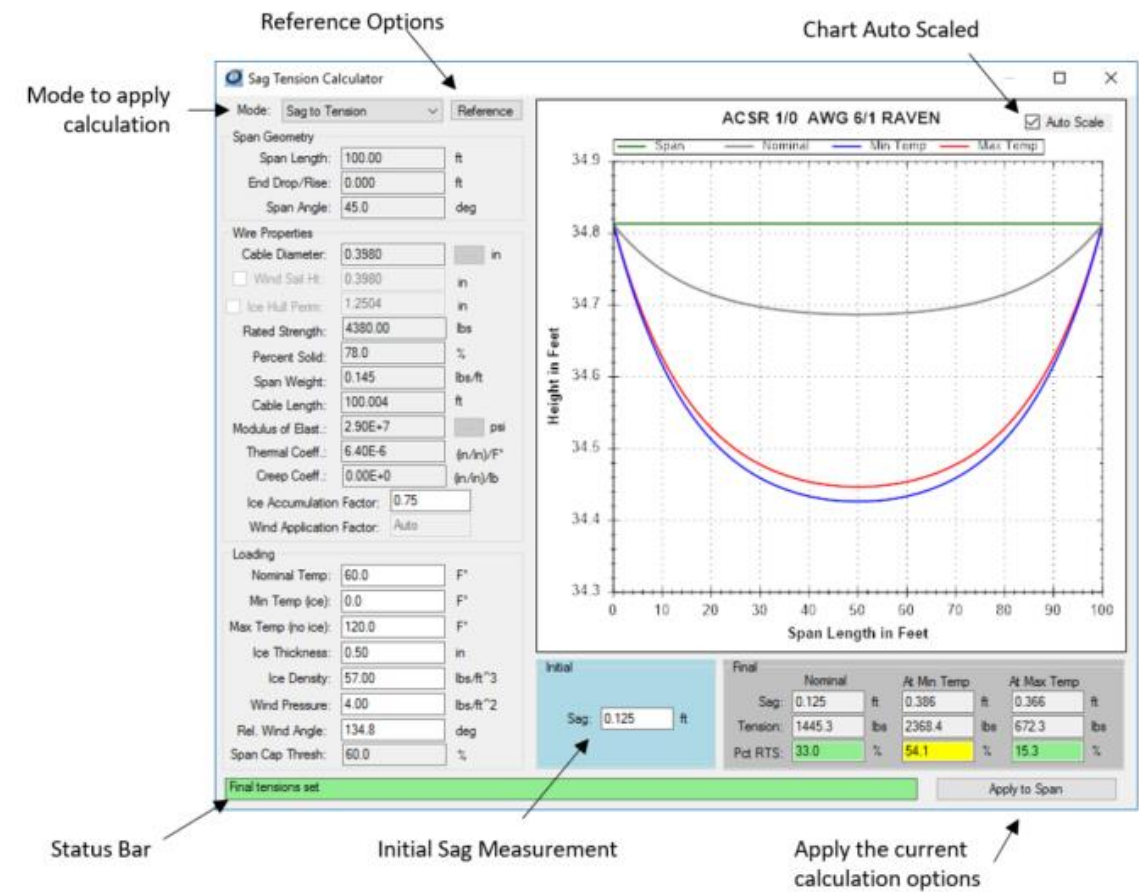 Reference Options
Chart Auto Scaled
Mode to apply
calculation
Sag Tension Calculator
Mode: Sag to Tension Reference
Span Geometry
Span Length: 100.00 ft
End Drop/Rise: 0.000 ft
Span Angle: 45.0 deg
Wire Properties
Cable Diameter: 0.3980 in
Wind Sail Ht.: 0.3980 in
Ice Hull Perim: 1.2504 in
Rated Strength: 4380.00 lbs
Percent Solid: 78.0 %
Span Weight: 0.145 lbs/ft
Cable Length: 100.004 ft
Modulus of Elast.: 2.90E+7 psi
Thermal Coeff.: 6.40E-6 (in/in)/F°
Creep Coeff.: 0.00E+0 (in/in)/lb
Ice Accumulation Factor: 0.75
Wind Application Factor: Auto
Loading
Nominal Temp: 60.0 F°
Min Temp (ice): 0.0 F°
Max Temp (no ice): 120.0 F°
Ice Thickness: 0.50 in
Ice Density: 57.00 lbs/ft^3
Wind Pressure: 4.00 lbs/ft^2
Rel. Wind Angle: 134.8 deg
Span Cap Thresh: 60.0 %
ACSR 1/0 AWG 6/1 RAVEN
Auto Scale
Span Nominal Min Temp Max Temp
34.9
34.8
34.7
34.6
34.5
34.4
34.3
Height in Feet
0 10 20 30 40 50 60 70 80 90 100
Span Length in Feet
Initial
Sag: 0.125 ft
Final
Nominal At Min Temp At Max Temp
Sag: 0.125 ft 0.386 ft 0.366 ft
Tension: 1445.3 lbs 2368.4 lbs 672.3 lbs
Pct RTS: 33.0 % 54.1 % 15.3 %
Final tensions set
Apply to Span
Status Bar
Initial Sag Measurement
Apply the current
calculation options